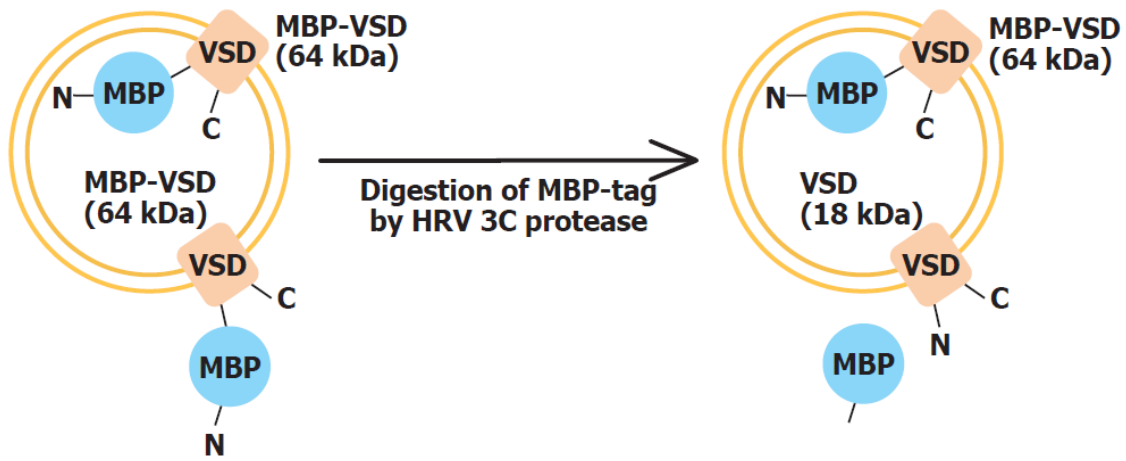 MBP-VSD
(64 kDa)
VSD
MBP
N
C
MBP-VSD
(64 kDa)
VSD
C
MBP
N
Digestion of MBP-tag
by HRV 3C protease
MBP-VSD
(64 kDa)
VSD
MBP
N
C
VSD
(18 kDa)
VSD
C
N
MBP